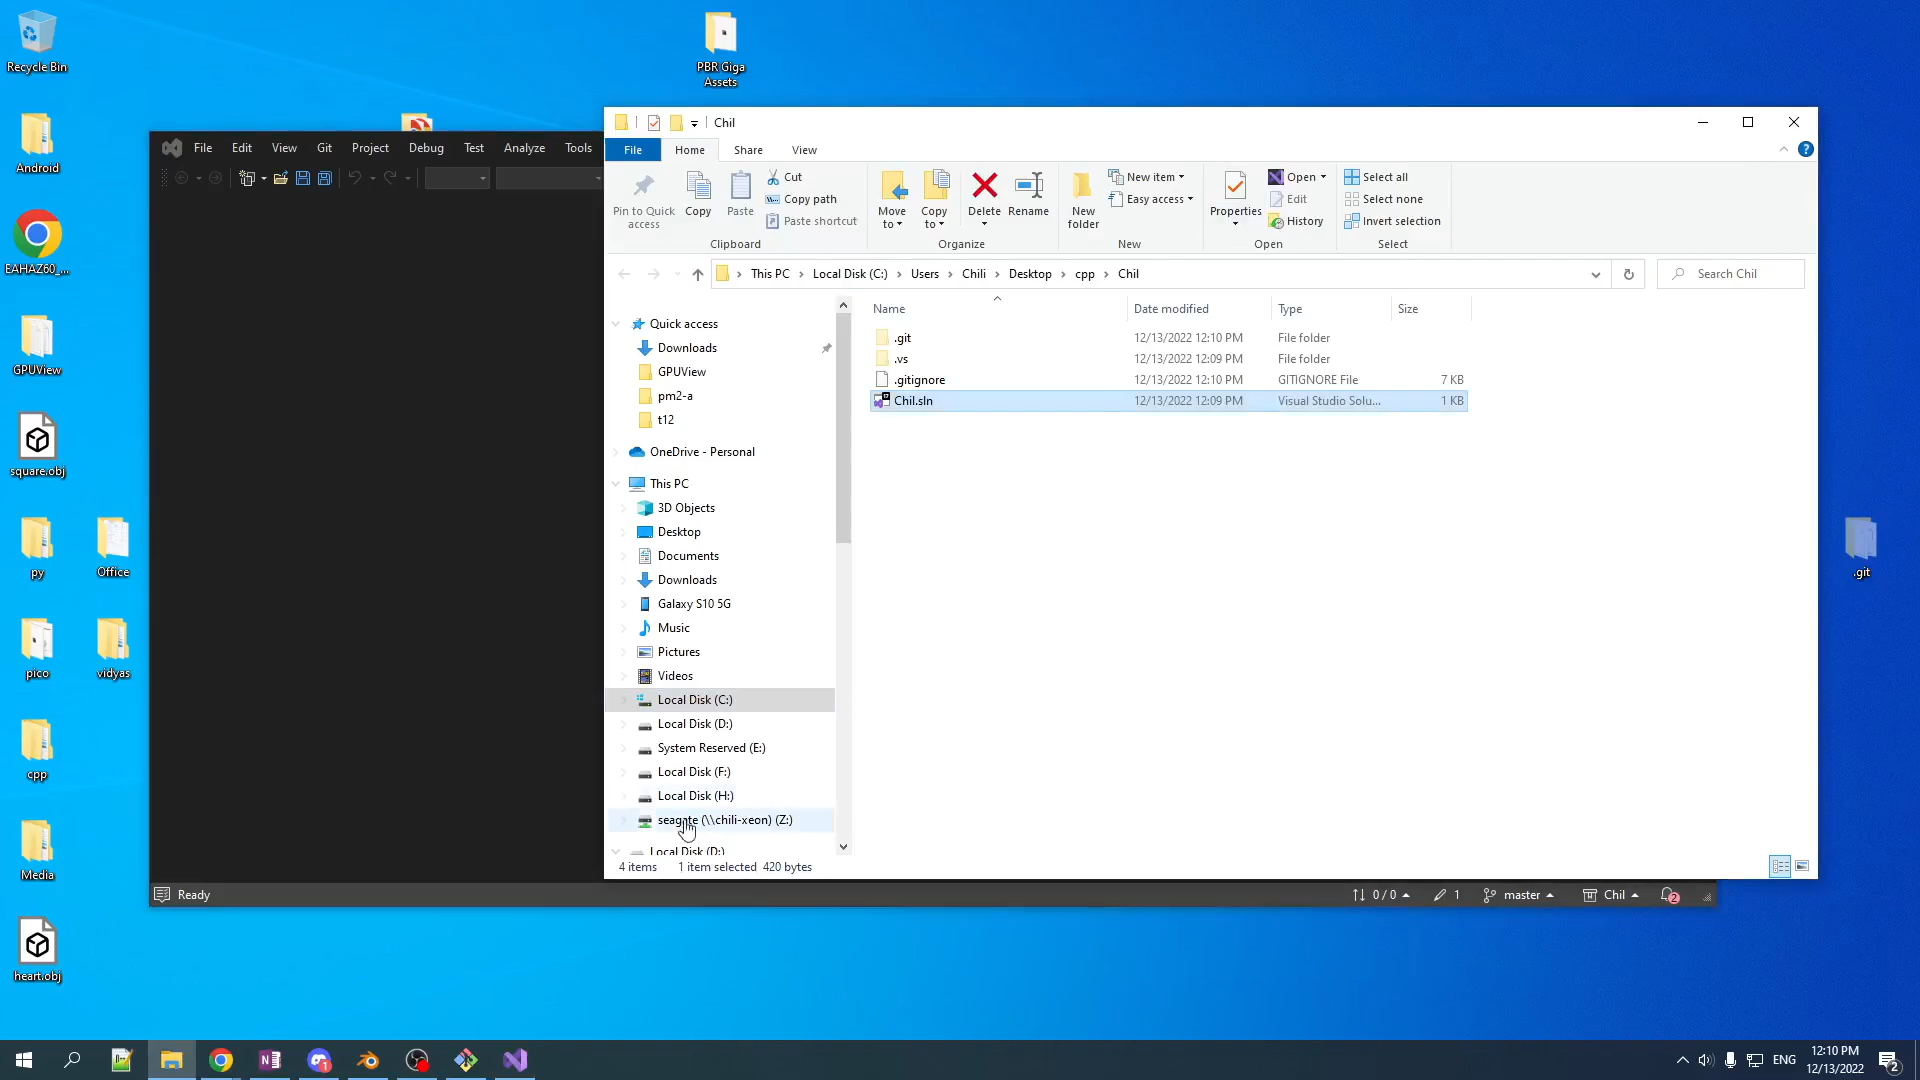 Recycle Bin
Android
EAHAZ60_...
GPUView
square.obj
py
Office
pico
vidyas
cpp
Media
heart.obj
PBR Giga
Assets
.git
File Edit View Git Project Debug Test Analyze Tools
Chil
File Home Share View
Pin to Quick
access
Copy
Paste
Cut
Copy path
Paste shortcut
Clipboard
Move
to
Copy
to
Delete
Rename
Organize
New
folder
New item
Easy access
New
Properties
Open
Edit
History
Open
Select all
Select none
Invert selection
Select
This PC › Local Disk (C:) › Users › Chili › Desktop › cpp › Chil
Search Chil
Quick access
Downloads
GPUView
pm2-a
t12
OneDrive - Personal
This PC
3D Objects
Desktop
Documents
Downloads
Galaxy S10 5G
Music
Pictures
Videos
Local Disk (C:)
Local Disk (D:)
System Reserved (E:)
Local Disk (F:)
Local Disk (H:)
seagate (\\chili-xeon) (Z:)
Local Disk (D:)
Name Date modified Type Size
.git 12/13/2022 12:10 PM File folder
.vs 12/13/2022 12:09 PM File folder
.gitignore 12/13/2022 12:10 PM GITIGNORE File 7 KB
Chil.sln 12/13/2022 12:09 PM Visual Studio Solu... 1 KB
4 items 1 item selected 420 bytes
Ready
0 / 0
1
master
Chil
2
ENG
12:10 PM
12/13/2022
2